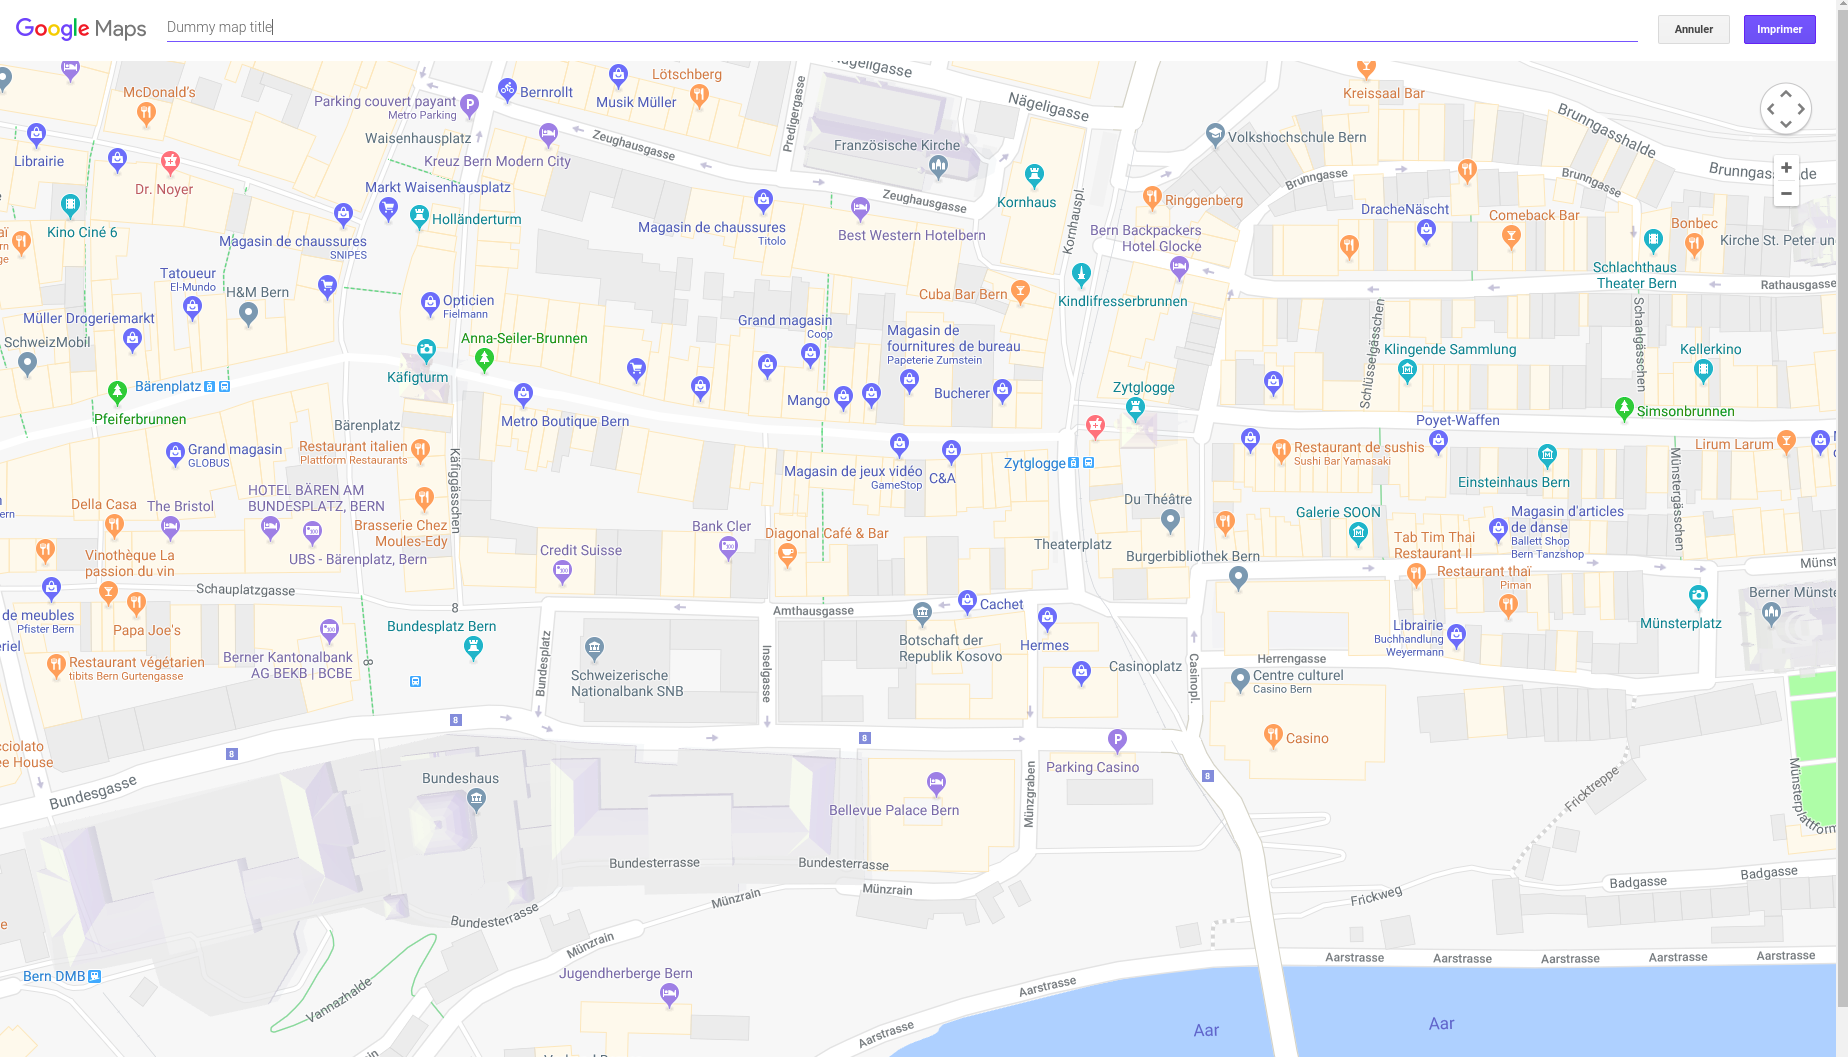 Google Maps
Dummy map title
Annuler
Imprimer
McDonald's
Librairie
Dr. Noyer
Kino Ciné 6
Parking couvert payant
Metro Parking
Waisenhausplatz
Bernrollt
Musik Müller
Lötschberg
Kreuz Bern Modern City
Zeughausgasse
Predigergasse
Nägeligasse
Nägeligasse
Französische Kirche
Zeughausgasse
Kornhaus
Kornhauspl.
Volkshochschule Bern
Kreissaal Bar
Brunngasshalde
Brunngasshalde
Brunngasse
Brunngasse
Ringgenberg
Bern Backpackers
Hotel Glocke
DracheNäscht
Comeback Bar
Bonbec
Kirche St. Peter un
Schlachthaus
Theater Bern
Rathausgasse
Markt Waisenhausplatz
Holländerturm
Magasin de chaussures
SNIPES
Magasin de chaussures
Titolo
Best Western Hotelbern
Tatoueur
El-Mundo
H&M Bern
Müller Drogeriemarkt
SchweizMobil
Opticien
Fielmann
Anna-Seiler-Brunnen
Käfigturm
Bärenplatz
Pfeiferbrunnen
Cuba Bar Bern
Kindlifresserbrunnen
Grand magasin
Coop
Magasin de
fournitures de bureau
Papeterie Zumstein
Mango
Bucherer
Metro Boutique Bern
Zytglogge
Schlüsselgässchen
Klingende Sammlung
Schaalgässchen
Kellerkino
Simsonbrunnen
Poyet-Waffen
Lirum Larum
Bärenplatz
Grand magasin
GLOBUS
Restaurant italien
Plattform Restaurants
Käfiggässchen
Magasin de jeux vidéo
GameStop
C&A
Zytglogge
Restaurant de sushis
Sushi Bar Yamasaki
Einsteinhaus Bern
Münstergässchen
ern
Della Casa
The Bristol
HOTEL BÄREN AM
BUNDESPLATZ, BERN
Brasserie Chez
Moules-Edy
UBS - Bärenplatz, Bern
Vinothèque La
passion du vin
Credit Suisse
Bank Cler
Diagonal Café & Bar
Du Théâtre
Theaterplatz
Burgerbibliothek Bern
Galerie SOON
Magasin d'articles
de danse
Ballett Shop
Bern Tanzshop
Tab Tim Thai
Restaurant II
Restaurant thaï
Piman
Münst
Berner Münste
Münsterplatz
de meubles
Pfister Bern
Papa Joe's
Schauplatzgasse
8
Amthausgasse
Cachet
Hermes
Botschaft der
Republik Kosovo
Bundesplatz Bern
Bundesplatz
Inselgasse
Berner Kantonalbank
AG BEKB | BCBE
8
eriel
Restaurant végétarien
tibits Bern Gurtengasse
Schweizerische
Nationalbank SNB
Casinoplatz
Casinopl.
Librairie
Buchhandlung
Weyermann
Herrengasse
Centre culturel
Casino Bern
Casino
8
8
8
8
cciolato
ee House
Bundesgasse
Bundeshaus
Bellevue Palace Bern
Münzgraben
Parking Casino
Fricktreppe
Münsterplattform
Bundesterrasse
Bundesterrasse
Bundesterrasse
Münzrain
Münzrain
Münzrain
Frickweg
Badgasse
Badgasse
Bern DMB
Vannazhalde
Jugendherberge Bern
Aarstrasse
Aarstrasse
Aarstrasse
Aarstrasse
Aarstrasse
Aarstrasse
Aarstrasse
Aar
Aar